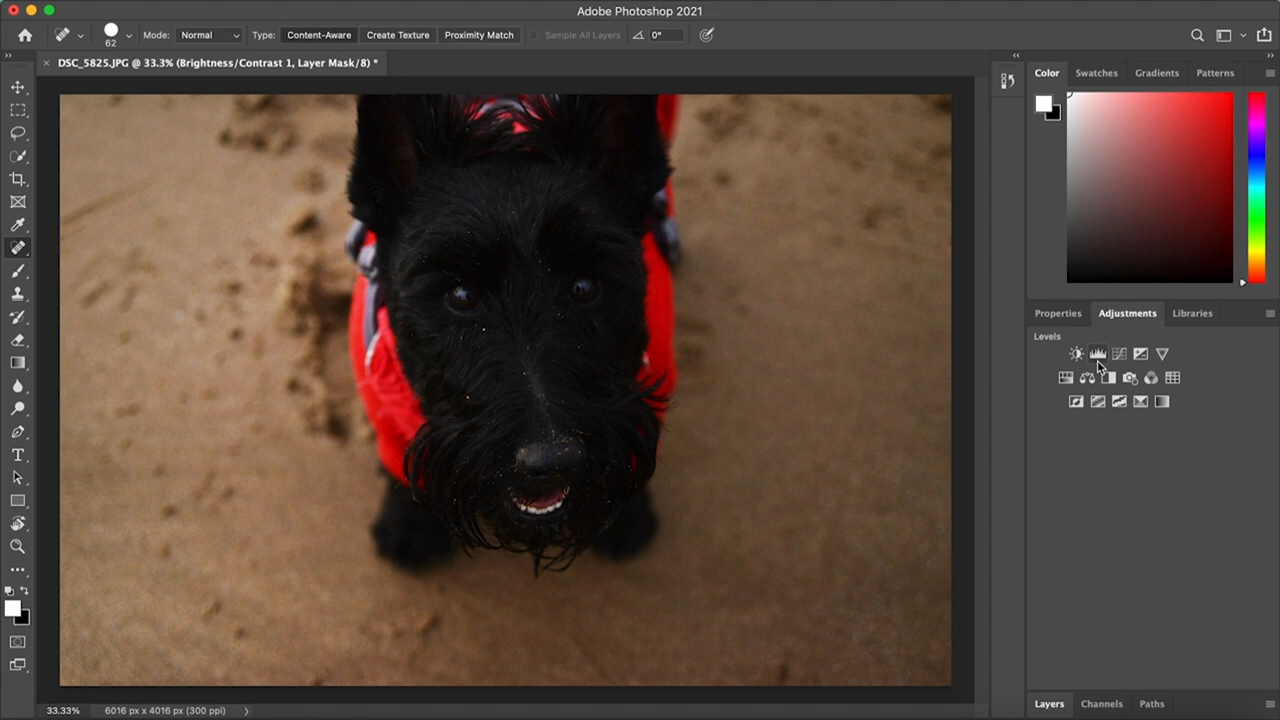 Adobe Photoshop 2021
62
Mode: Normal
Type: Content-Aware Create Texture Proximity Match
Sample All Layers
0°
DSC_5825.JPG @ 33.3% (Brightness/Contrast 1, Layer Mask/8) *
Color Swatches Gradients Patterns
Properties Adjustments Libraries
Levels
33.33% 6016 px x 4016 px (300 ppi)
Layers Channels Paths